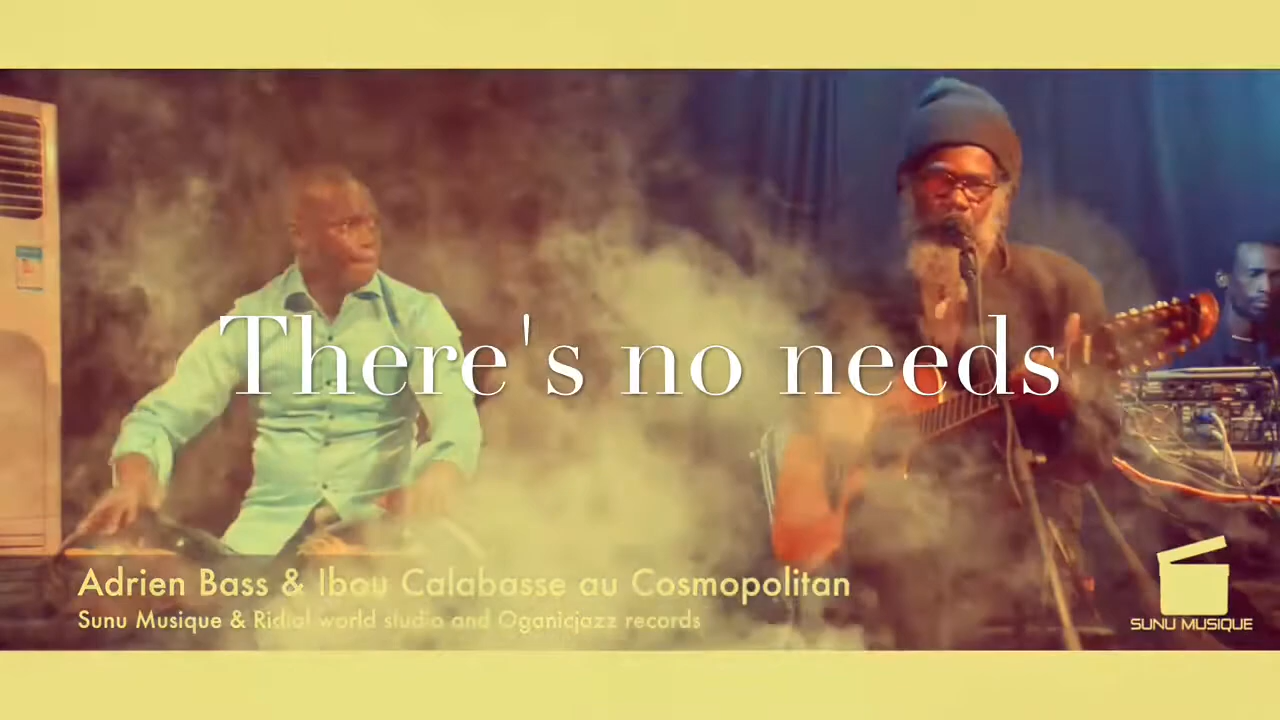 There's no needs
Adrien Bass & Ibou Calabasse au Cosmopolitan
Sunu Musique & Ridial world studio and Oganicjazz records
SUNU MUSIQUE